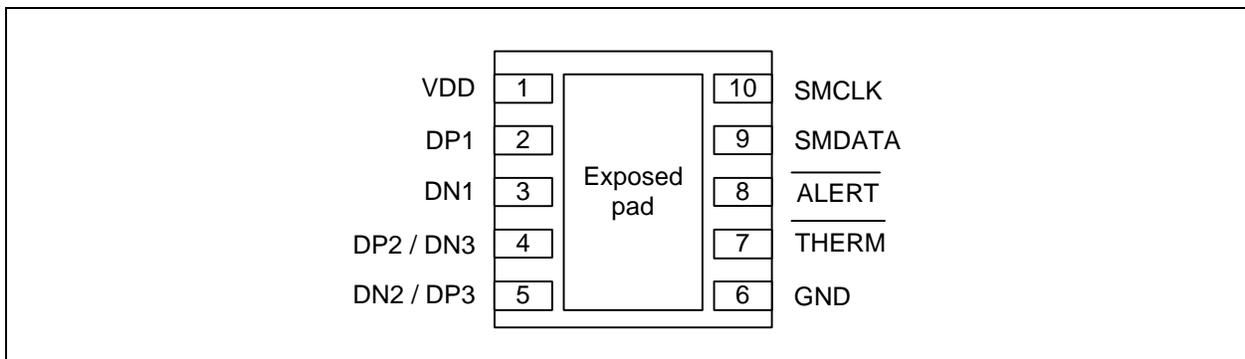 VDD 1 10 SMCLK
DP1 2 9 SMDATA
DN1 3 Exposed pad 8 ALERT
DP2 / DN3 4 7 THERM
DN2 / DP3 5 6 GND